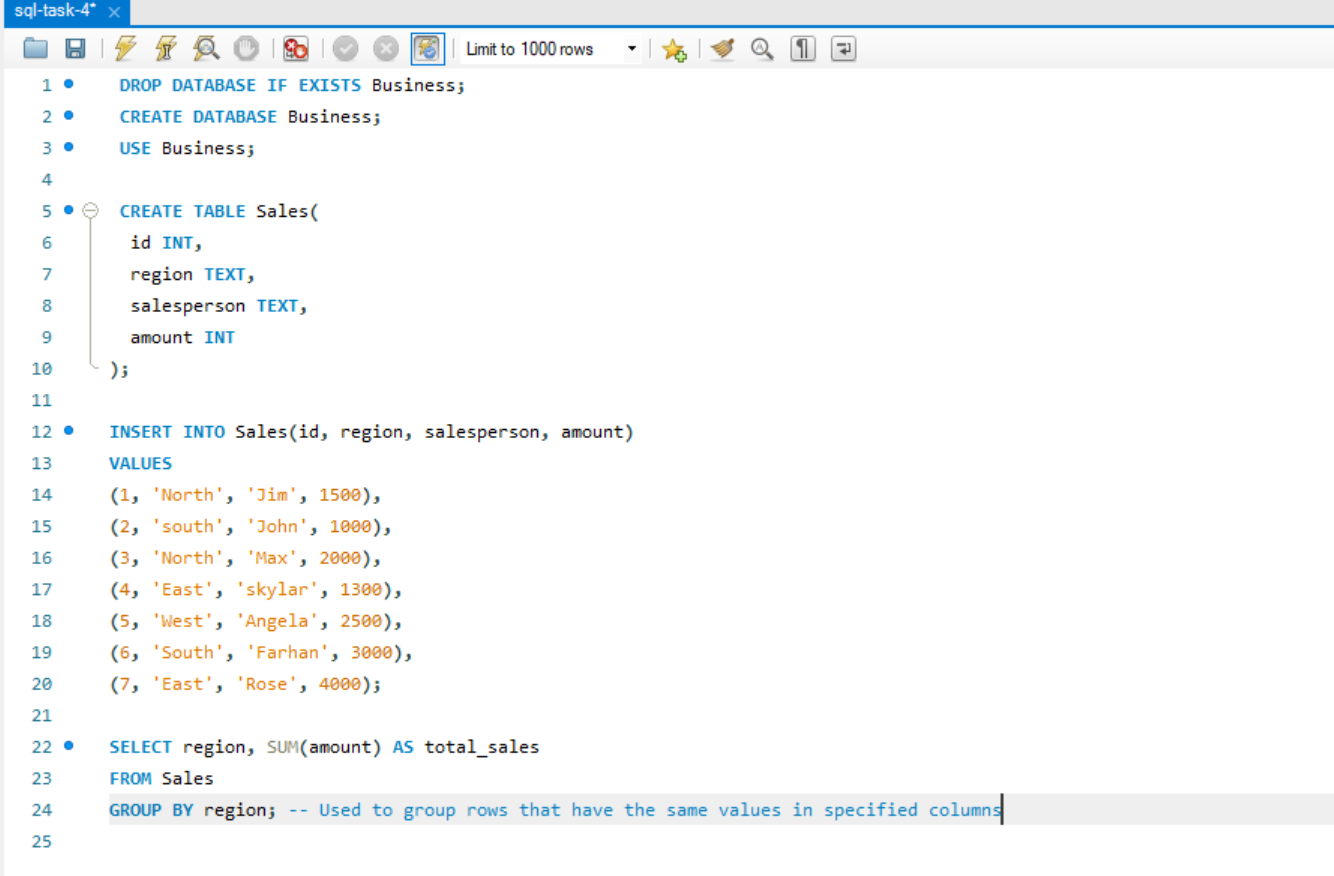 sql-task-4*
Limit to 1000 rows
1 DROP DATABASE IF EXISTS Business;
2 CREATE DATABASE Business;
3 USE Business;
4
5 CREATE TABLE Sales(
6 id INT,
7 region TEXT,
8 salesperson TEXT,
9 amount INT
10 );
11
12 INSERT INTO Sales(id, region, salesperson, amount)
13 VALUES
14 (1, 'North', 'Jim', 1500),
15 (2, 'south', 'John', 1000),
16 (3, 'North', 'Max', 2000),
17 (4, 'East', 'skylar', 1300),
18 (5, 'West', 'Angela', 2500),
19 (6, 'South', 'Farhan', 3000),
20 (7, 'East', 'Rose', 4000);
21
22 SELECT region, SUM(amount) AS total_sales
23 FROM Sales
24 GROUP BY region; -- Used to group rows that have the same values in specified columns
25